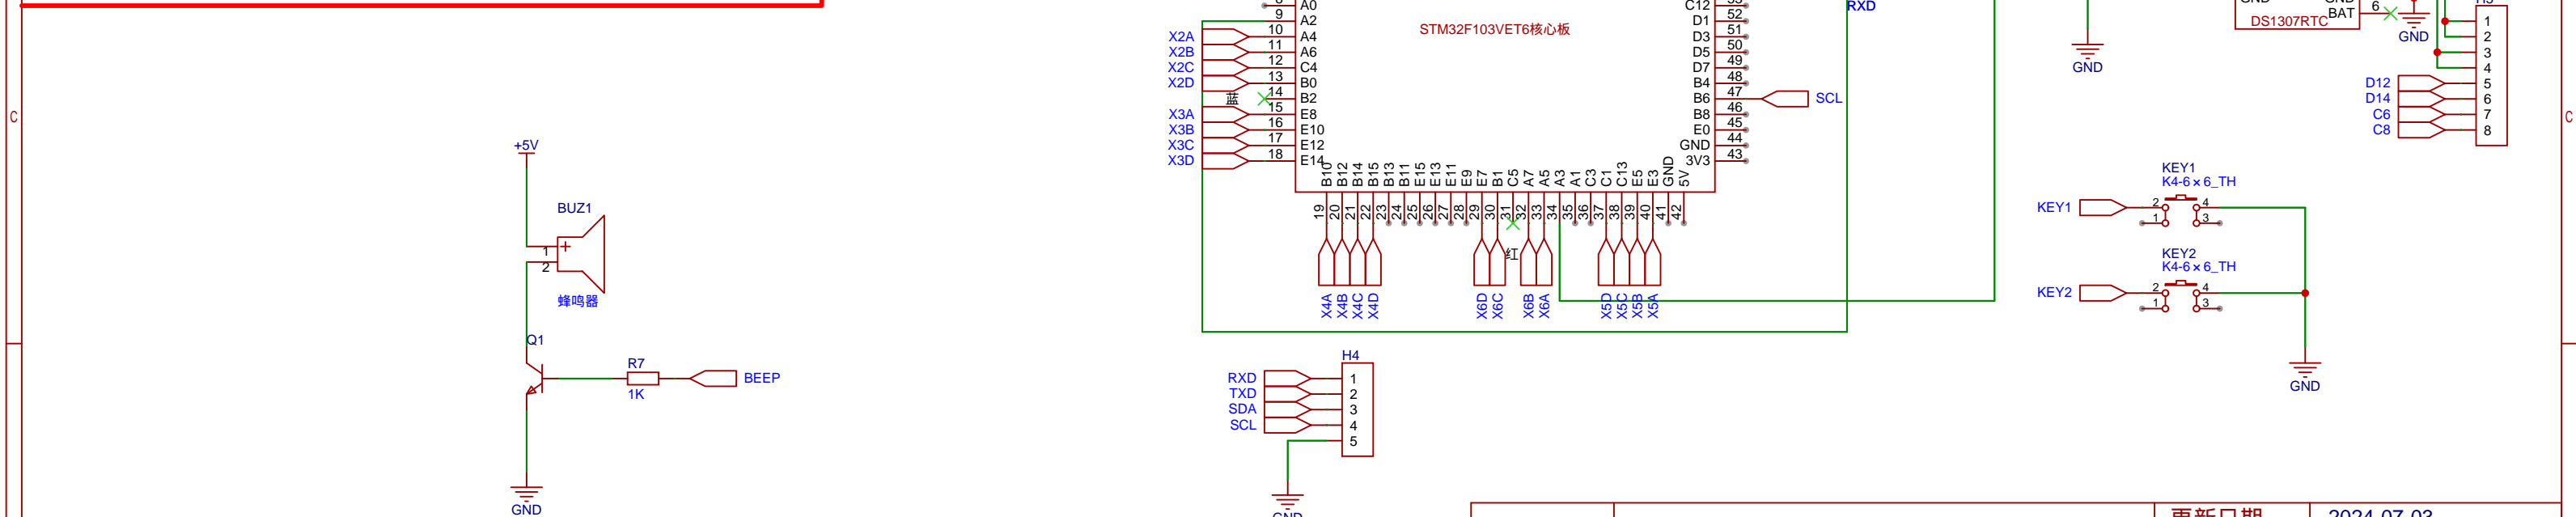 A0
9 A2
X2A 10 A4
X2B 11 A6
X2C 12 C4
X2D 13 B0
蓝 14 B2
X3A 15 E8
X3B 16 E10
X3C 17 E12
X3D 18 E14
STM32F103VET6核心板
C12
D1 52
D3 51
D5 50
D7 49
B4 48
B6 47 SCL
B8 46
E0 45
GND 44
3V3 43
RXD
B10 B12 B14 B15 B13 B11 E15 E13 E11 E9 E7 B1 C5 A7 A5 A3 A1 C3 C1 C13 E5 E3 GND 5V
19 20 21 22 23 24 25 26 27 28 29 30 31 32 33 34 35 36 37 38 39 40 41 42
红
X4A X4B X4C X4D X6D X6C X6B X6A X5D X5C X5B X5A
C
+5V
BUZ1
+
1
2
蜂鸣器
Q1
R7
1K
BEEP
GND
H4
RXD 1
TXD 2
SDA 3
SCL 4
5
GND
DS1307RTC
BAT 6
GND
GND
1
2
3
4
D12 5
D14 6
C6 7
C8 8
KEY1
K4-6×6_TH
KEY1 2 4
1 3
KEY2
K4-6×6_TH
KEY2 2 4
1 3
GND
C
更新日期 2024-07-03